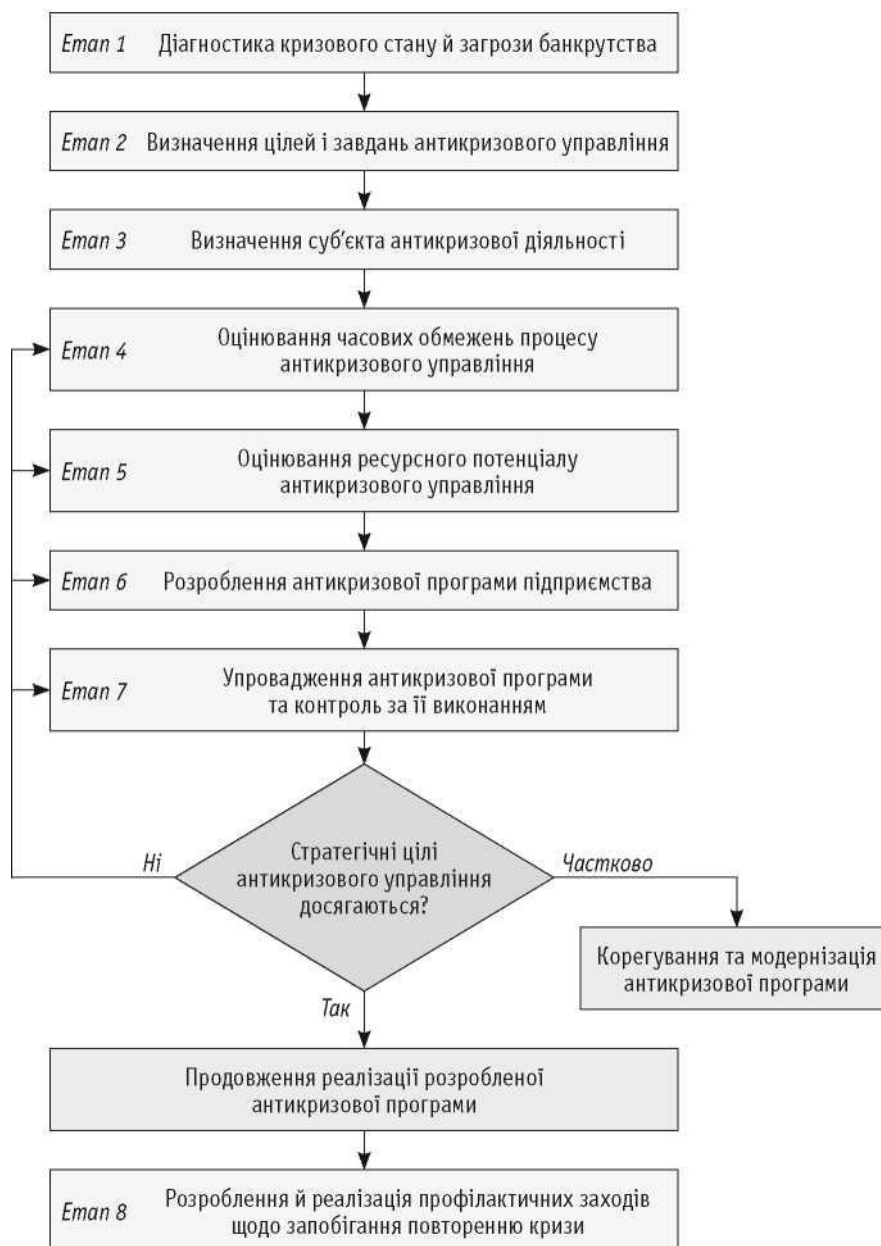 Етап 1 Діагностика кризового стану й загрози банкрутства
Етап 2 Визначення цілей і завдань антикризового управління
Етап 3 Визначення суб’єкта антикризової діяльності
Етап 4 Оцінювання часових обмежень процесу
антикризового управління
Етап 5 Оцінювання ресурсного потенціалу
антикризового управління
Етап 6 Розроблення антикризової програми підприємства
Етап 7 Упровадження антикризової програми
та контроль за її виконанням
Ні
Стратегічні цілі
антикризового управління
досягаються?
Частково
Корегування та модернізація
антикризової програми
Так
Продовження реалізації розробленої
антикризової програми
Етап 8 Розроблення й реалізація профілактичних заходів
щодо запобігання повторенню кризи